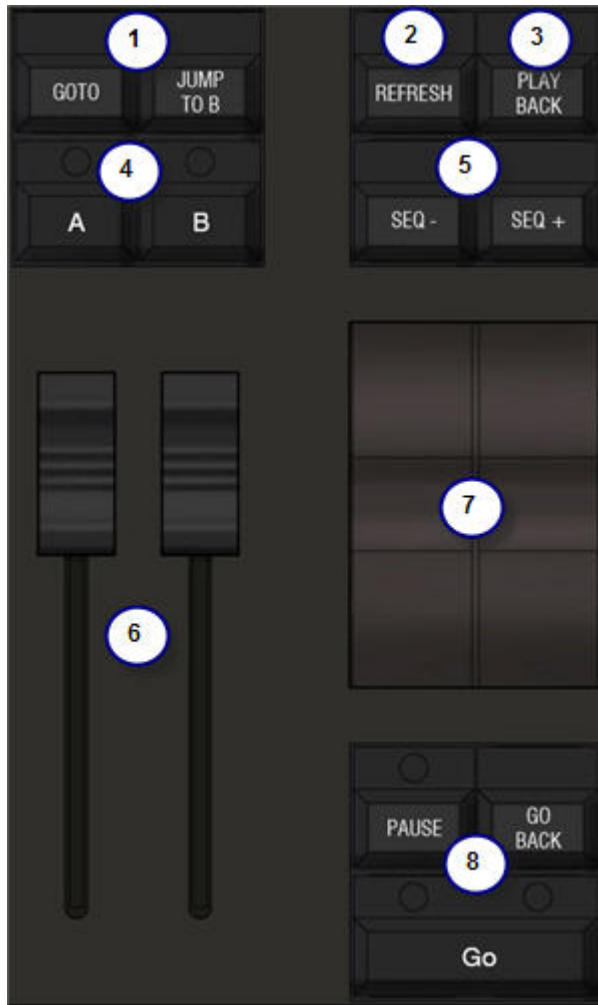 1
2
3
GOTO
JUMP
TO B
REFRESH
PLAY
BACK
4
5
A
B
SEQ -
SEQ +
7
6
PAUSE
GO
BACK
8
Go